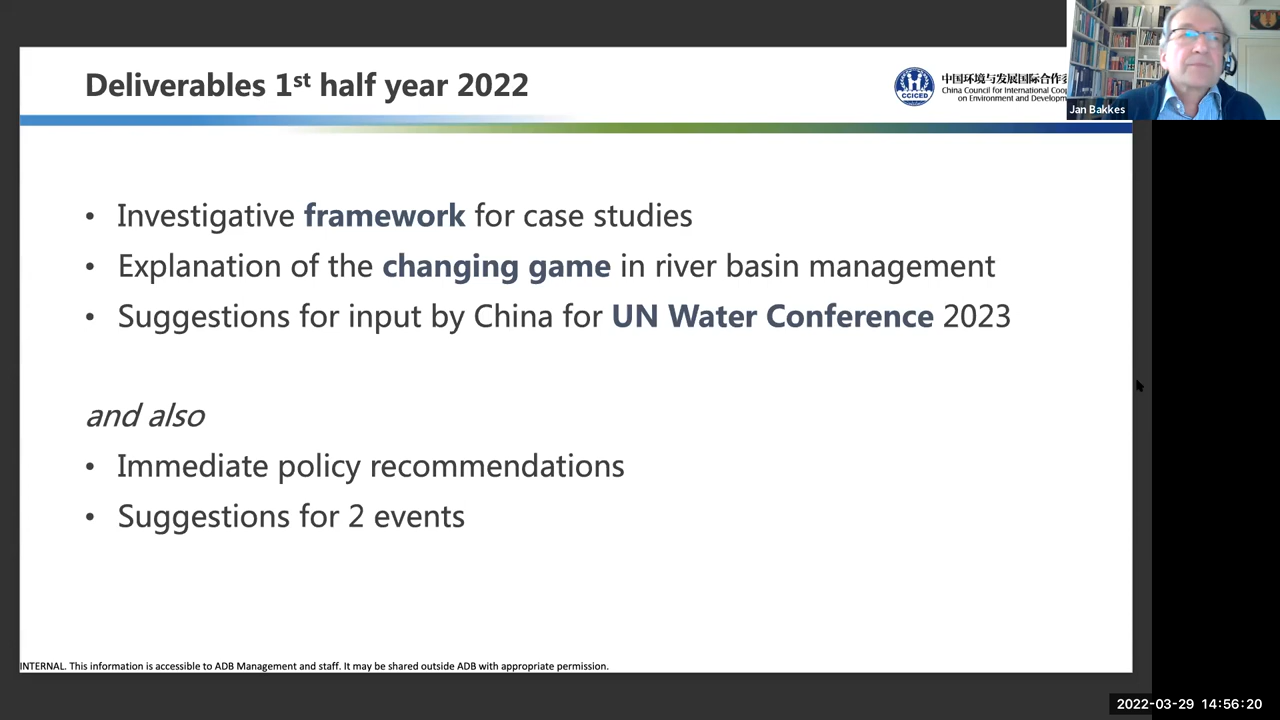 Deliverables 1st half year 2022
中国环境与发展国际合作
China Council for International Coop
on Environment and Developm
CCICED
Jan Bakkes
• Investigative framework for case studies
• Explanation of the changing game in river basin management
• Suggestions for input by China for UN Water Conference 2023
and also
• Immediate policy recommendations
• Suggestions for 2 events
INTERNAL. This information is accessible to ADB Management and staff. It may be shared outside ADB with appropriate permission.
2022-03-29 14:56:20